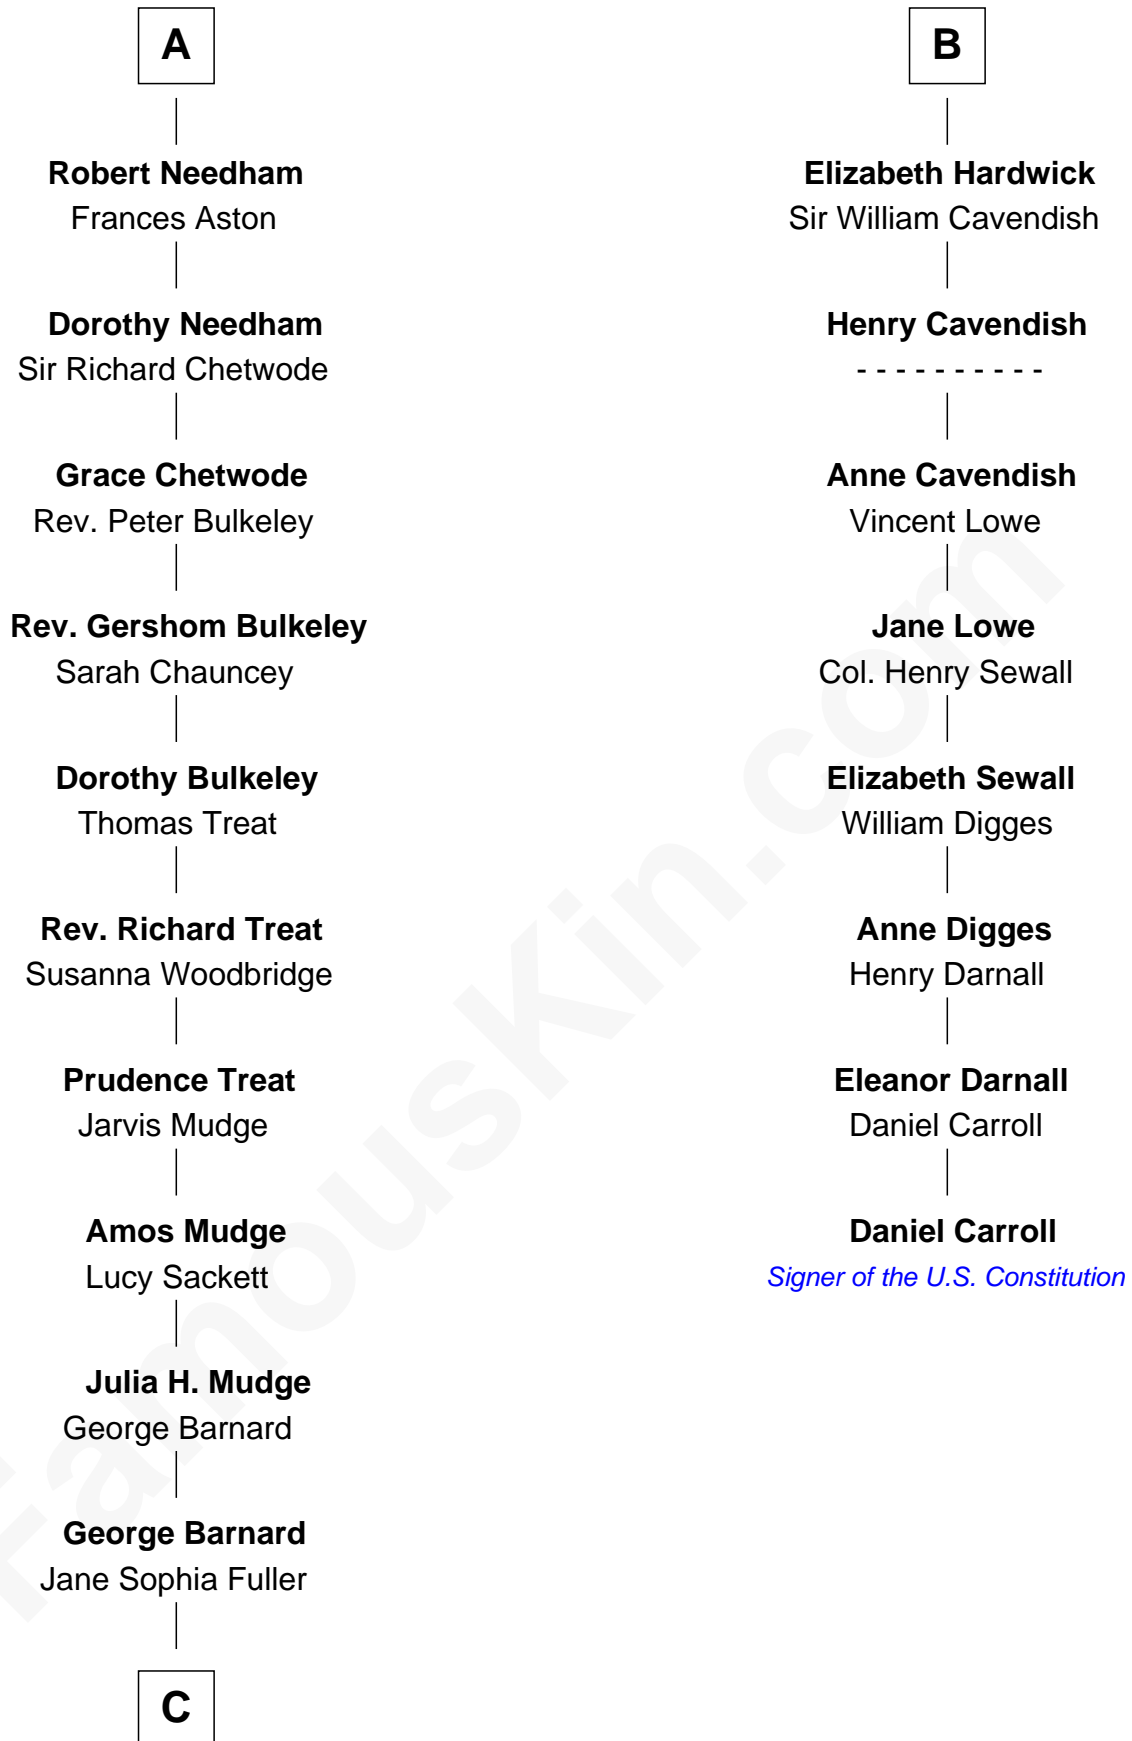 A
Robert Needham
Frances Aston
Dorothy Needham
Sir Richard Chetwode
Grace Chetwode
Rev. Peter Bulkeley
Rev. Gershom Bulkeley
Sarah Chauncey
Dorothy Bulkeley
Thomas Treat
Rev. Richard Treat
Susanna Woodbridge
Prudence Treat
Jarvis Mudge
Amos Mudge
Lucy Sackett
Julia H. Mudge
George Barnard
George Barnard
Jane Sophia Fuller
C
B
Elizabeth Hardwick
Sir William Cavendish
Henry Cavendish
- - - - - - - - - -
Anne Cavendish
Vincent Lowe
Jane Lowe
Col. Henry Sewall
Elizabeth Sewall
William Digges
Anne Digges
Henry Darnall
Eleanor Darnall
Daniel Carroll
Daniel Carroll
Signer of the U.S. Constitution
FamousKin.com